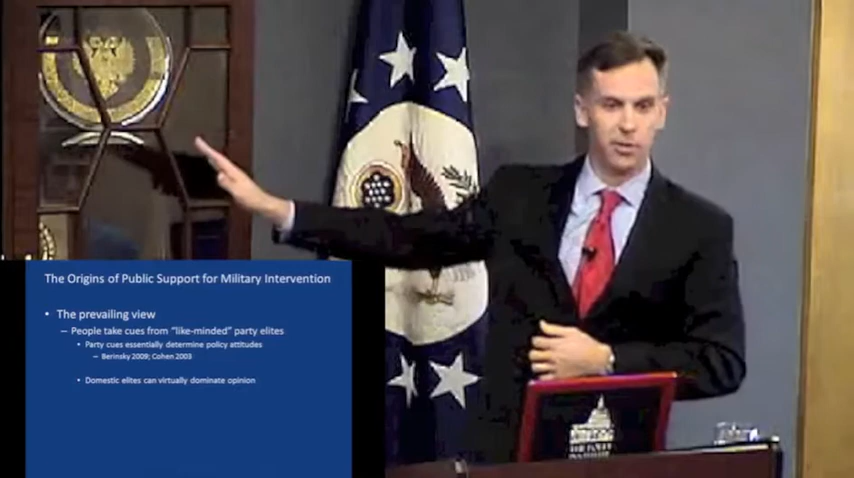 The Origins of Public Support for Military Intervention
• The prevailing view
– People take cues from “like-minded” party elites
• Party cues essentially determine policy attitudes
– Berinsky 2009; Cohen 2003
• Domestic elites can virtually dominate opinion